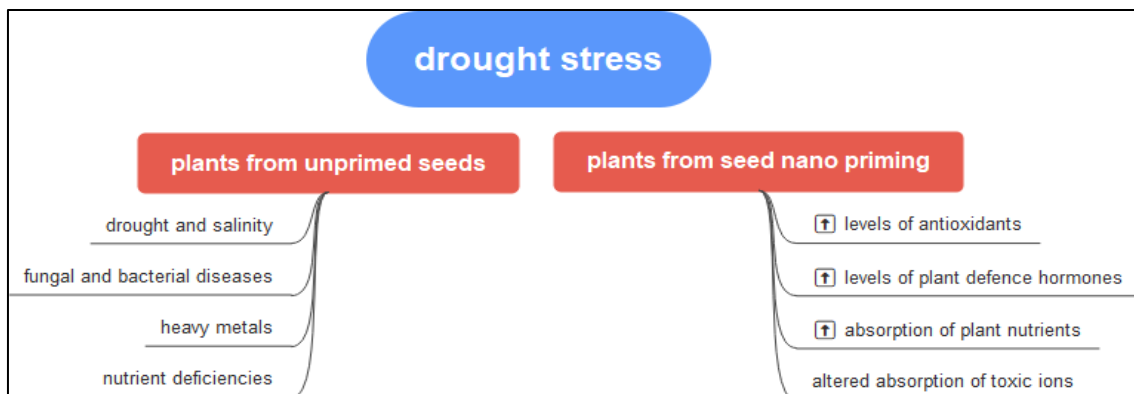 drought stress
plants from unprimed seeds
drought and salinity
fungal and bacterial diseases
heavy metals
nutrient deficiencies
plants from seed nano priming
↑ levels of antioxidants
↑ levels of plant defence hormones
↑ absorption of plant nutrients
altered absorption of toxic ions